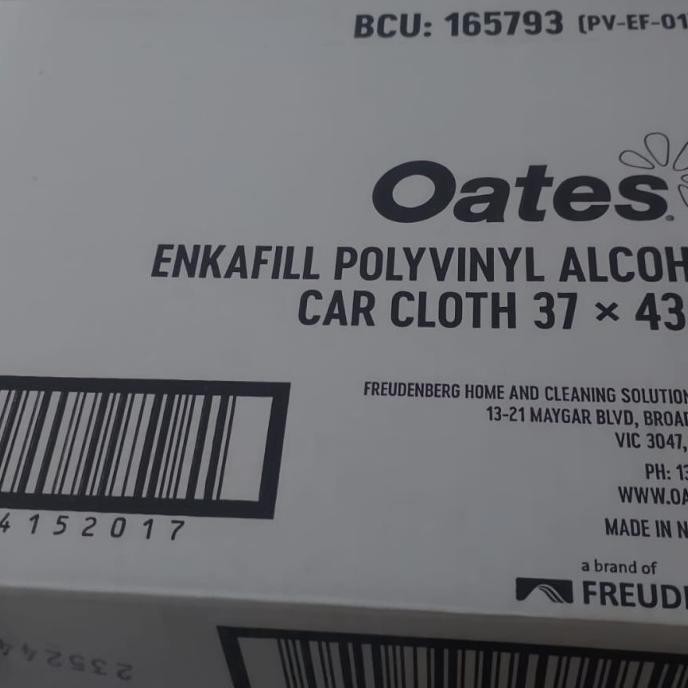 BCU: 165793 (PV-EF-01
Oates
ENKAFILL POLYVINYL ALCOH
CAR CLOTH 37 × 43
FREUDENBERG HOME AND CLEANING SOLUTION
13-21 MAYGAR BLVD, BROAD
VIC 3047,
PH: 13
WWW.OA
MADE IN N
4152017
a brand of
FREUDE